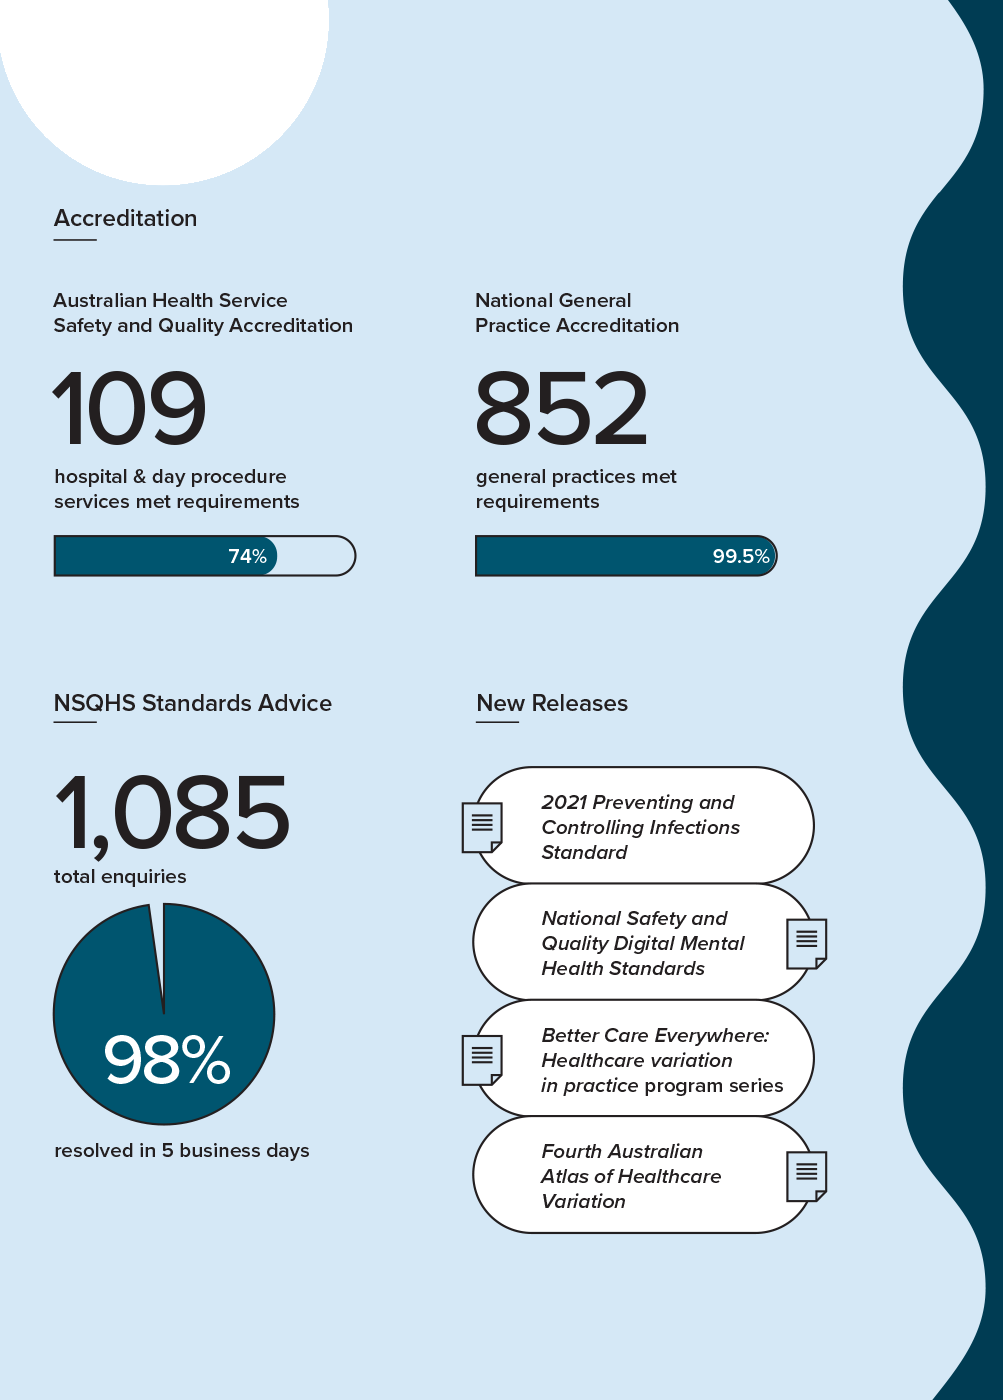 Accreditation
Australian Health Service
Safety and Quality Accreditation
109
hospital & day procedure
services met requirements
74%
National General
Practice Accreditation
852
general practices met
requirements
99.5%
NSQHS Standards Advice
1,085
total enquiries
98%
resolved in 5 business days
New Releases
2021 Preventing and
Controlling Infections
Standard
National Safety and
Quality Digital Mental
Health Standards
Better Care Everywhere:
Healthcare variation
in practice program series
Fourth Australian
Atlas of Healthcare
Variation